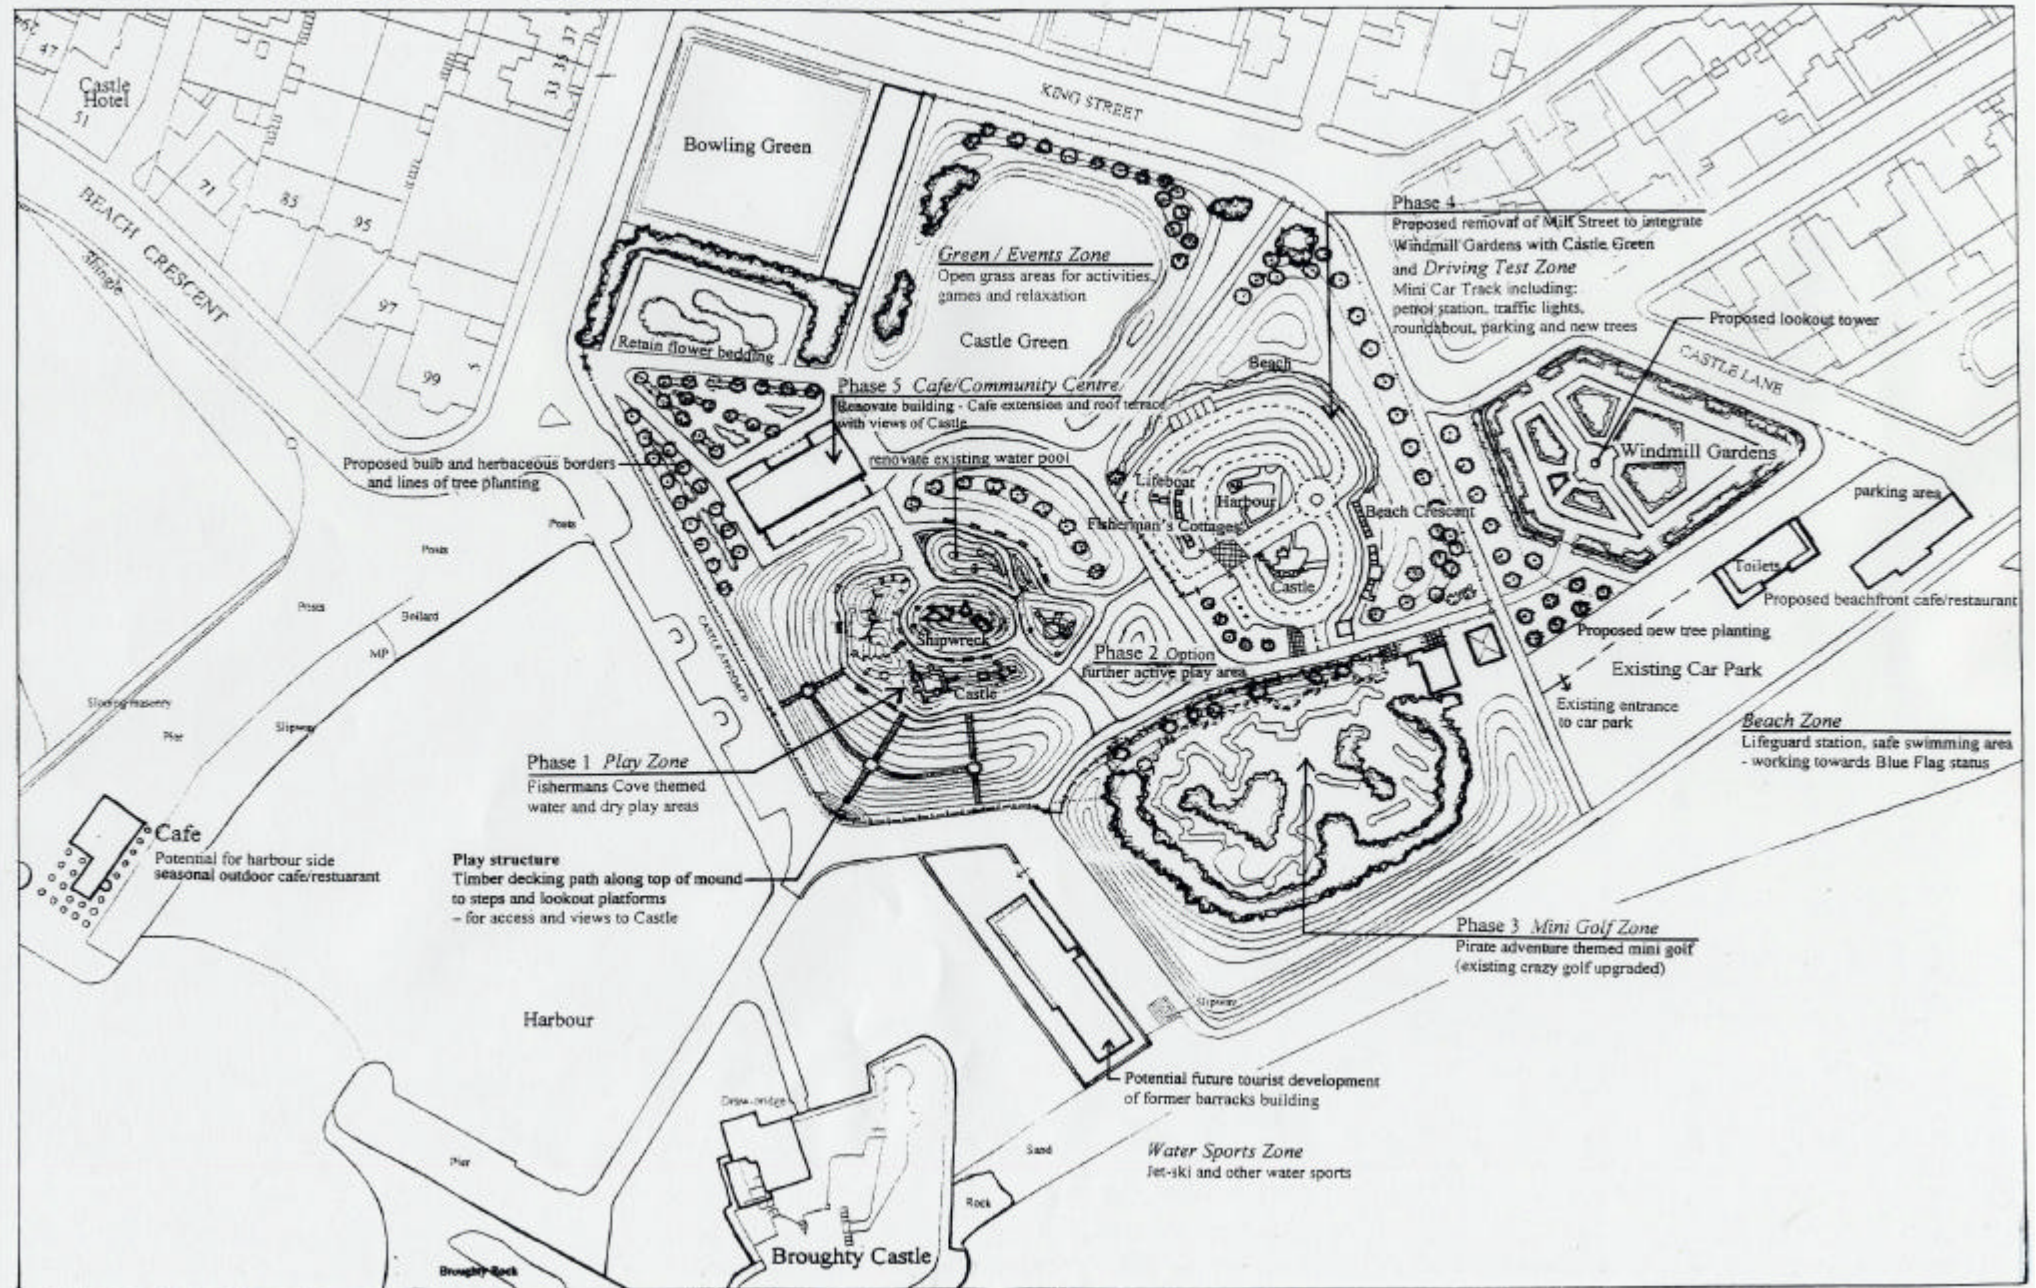 47
Castle
Hotel
51
33 35 37
KING STREET
Bowling Green
71
83
95
97
99
BEACH CRESCENT
Shingle
Phase 4
Proposed removal of Mill Street to integrate
Windmill Gardens with Castle Green
and Driving Test Zone
Mini Car Track including:
petrol station, traffic lights,
roundabout, parking and new trees
Green / Events Zone
Open grass areas for activities,
games and relaxation
Castle Green
Retain flower bedding
Proposed lookout tower
CASTLE LANE
Beach
Phase 5 Cafe/Community Centre
Renovate building - Cafe extension and roof terrace
with views of Castle
renovate existing water pool
Proposed bulb and herbaceous borders
and lines of tree planting
Windmill Gardens
parking area
Lifeboat
Harbour
Fisherman's Cottages
Beach Crescent
Castle
Toilets
Proposed beachfront cafe/restaurant
Posts
Posts
Posts
Bollard
MP
CASTLE APPROACH
Shipwreck
Castle
Phase 2 Option
further active play area
Proposed new tree planting
Existing Car Park
Existing entrance
to car park
Beach Zone
Lifeguard station, safe swimming area
- working towards Blue Flag status
Sloping masonry
Pier
Slipway
Phase 1 Play Zone
Fishermans Cove themed
water and dry play areas
Cafe
Potential for harbour side
seasonal outdoor cafe/restuarant
Play structure
Timber decking path along top of mound
to steps and lookout platforms
– for access and views to Castle
Phase 3 Mini Golf Zone
Pirate adventure themed mini golf
(existing crazy golf upgraded)
Slipway
Harbour
Potential future tourist development
of former barracks building
Draw-bridge
Water Sports Zone
Jet-ski and other water sports
Sand
Pier
Rock
Broughty Castle
Broughty Rock